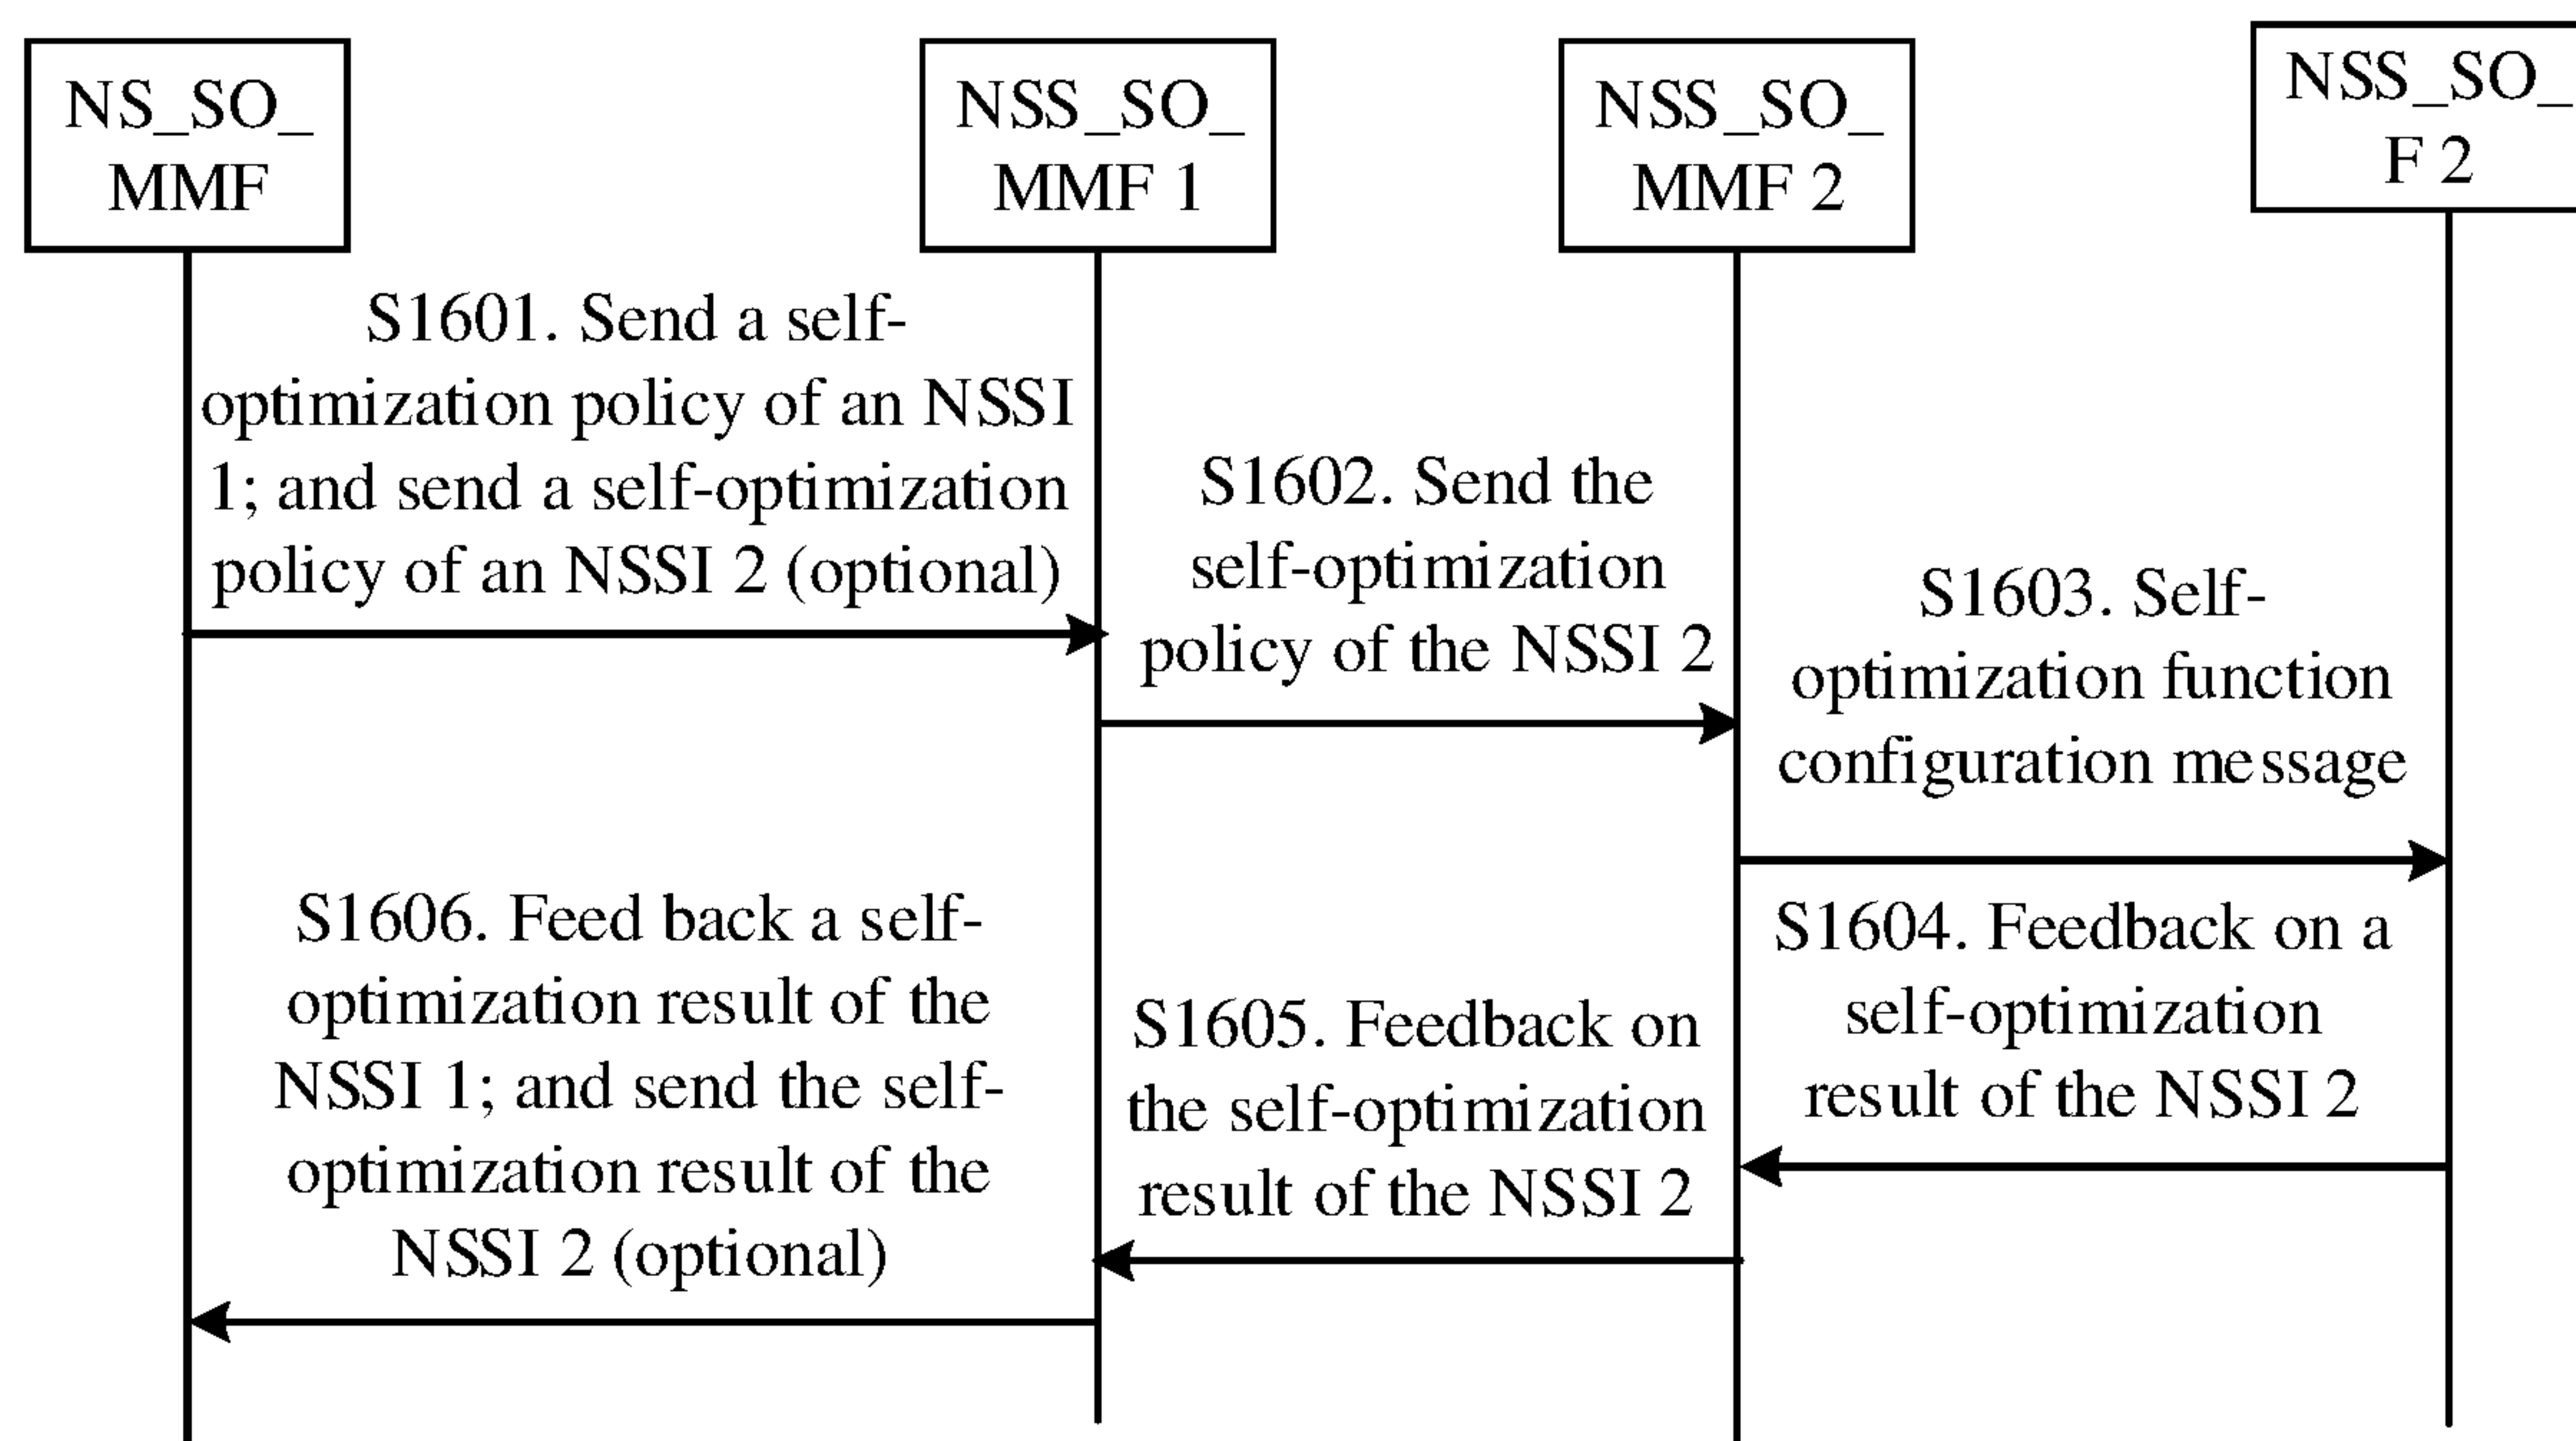 NS_SO_
MMF
NSS_SO_
MMF 1
NSS_SO_
MMF 2
NSS_SO_
F 2
S1601. Send a self-
optimization policy of an NSSI
1; and send a self-optimization
policy of an NSSI 2 (optional)
S1602. Send the
self-optimization
policy of the NSSI 2
S1603. Self-
optimization function
configuration message
S1604. Feedback on a
self-optimization
result of the NSSI 2
S1605. Feedback on
the self-optimization
result of the NSSI 2
S1606. Feed back a self-
optimization result of the
NSSI 1; and send the self-
optimization result of the
NSSI 2 (optional)